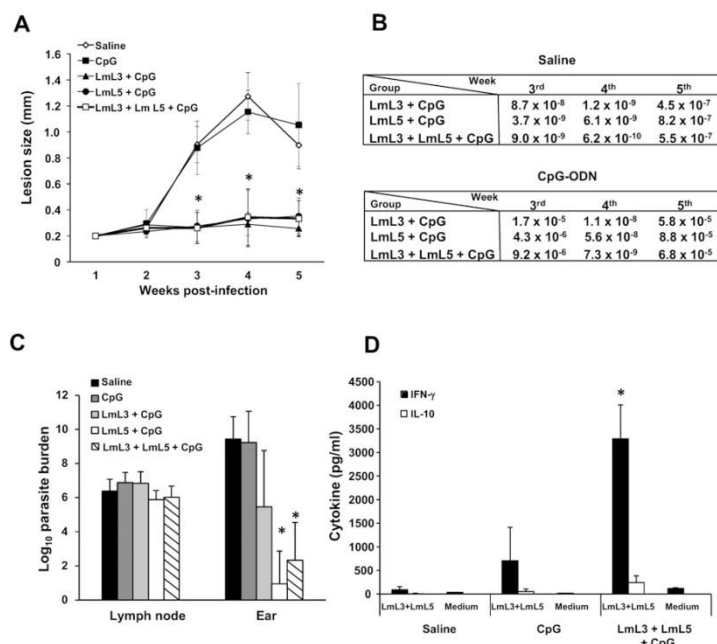 A
Saline
CpG
LmL3 + CpG
LmL5 + CpG
LmL3 + Lm L5 + CpG
Lesion size (mm)
1.6
1.4
1.2
1.0
0.8
0.6
0.4
0.2
0
* * *
1 2 3 4 5
Weeks post-infection
B
Saline
Week
Group 3rd 4th 5th
LmL3 + CpG 8.7 x 10-8 1.2 x 10-9 4.5 x 10-7
LmL5 + CpG 3.7 x 10-9 6.1 x 10-9 8.2 x 10-7
LmL3 + LmL5 + CpG 9.0 x 10-9 6.2 x 10-10 5.5 x 10-7
CpG-ODN
Week
Group 3rd 4th 5th
LmL3 + CpG 1.7 x 10-5 1.1 x 10-8 5.8 x 10-5
LmL5 + CpG 4.3 x 10-6 5.6 x 10-8 8.8 x 10-5
LmL3 + LmL5 + CpG 9.2 x 10-6 7.3 x 10-9 6.8 x 10-5
C
Saline
CpG
LmL3 + CpG
LmL5 + CpG
LmL3 + LmL5 + CpG
Log10 parasite burden
12
10
8
6
4
2
0
* *
Lymph node Ear
D
IFN-γ
IL-10
Cytokine (pg/ml)
4500
4000
3500
3000
2500
2000
1500
1000
500
0
*
LmL3+LmL5 Medium LmL3+LmL5 Medium LmL3+LmL5 Medium
Saline CpG LmL3 + LmL5
+ CpG